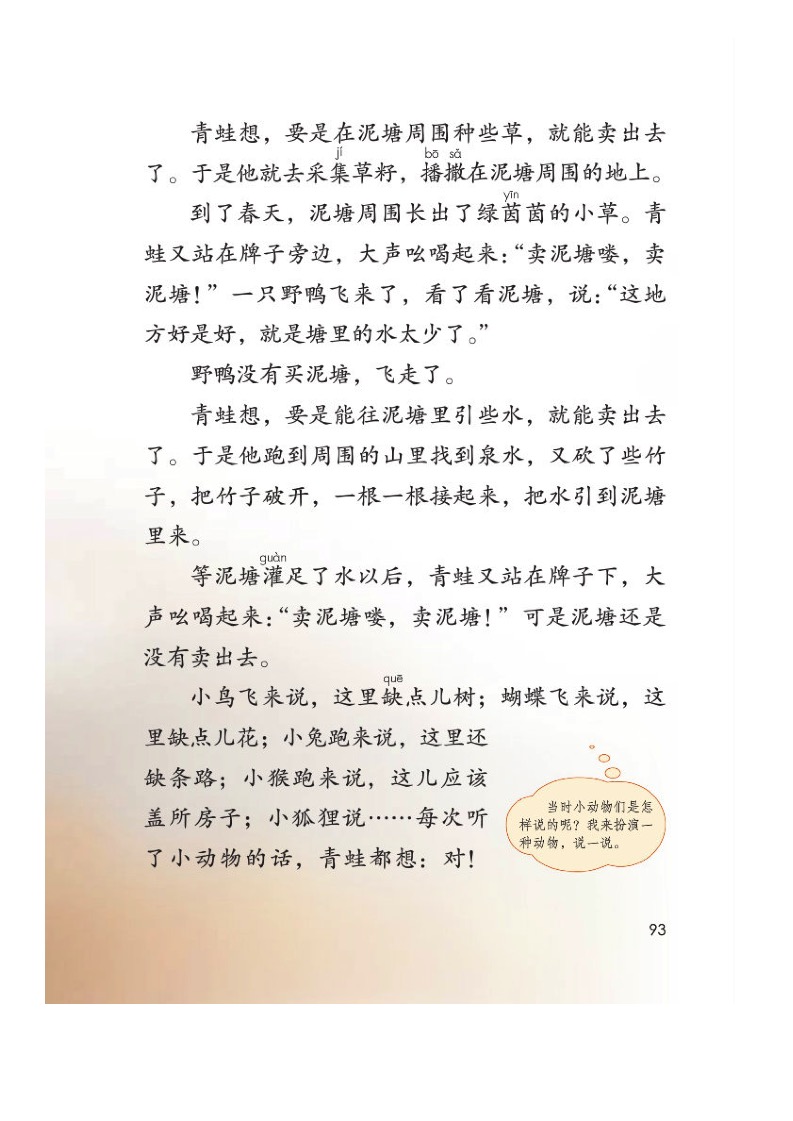 青蛙想，要是在泥塘周围种些草，就能卖出去
jí bō sǎ
了。于是他就去采集草籽，播撒在泥塘周围的地上。
yīn
到了春天，泥塘周围长出了绿茵茵的小草。青
蛙又站在牌子旁边，大声吆喝起来：“卖泥塘喽，卖
泥塘！”一只野鸭飞来了，看了看泥塘，说：“这地
方好是好，就是塘里的水太少了。”
野鸭没有买泥塘，飞走了。
青蛙想，要是能往泥塘里引些水，就能卖出去
了。于是他跑到周围的山里找到泉水，又砍了些竹
子，把竹子破开，一根一根接起来，把水引到泥塘
里来。
guàn
等泥塘灌足了水以后，青蛙又站在牌子下，大
声吆喝起来：“卖泥塘喽，卖泥塘！”可是泥塘还是
没有卖出去。
quē
小鸟飞来说，这里缺点儿树；蝴蝶飞来说，这
里缺点儿花；小兔跑来说，这里还
缺条路；小猴跑来说，这儿应该
盖所房子；小狐狸说……每次听
了小动物的话，青蛙都想：对！
当时小动物们是怎
样说的呢？我来扮演一
种动物，说一说。
93